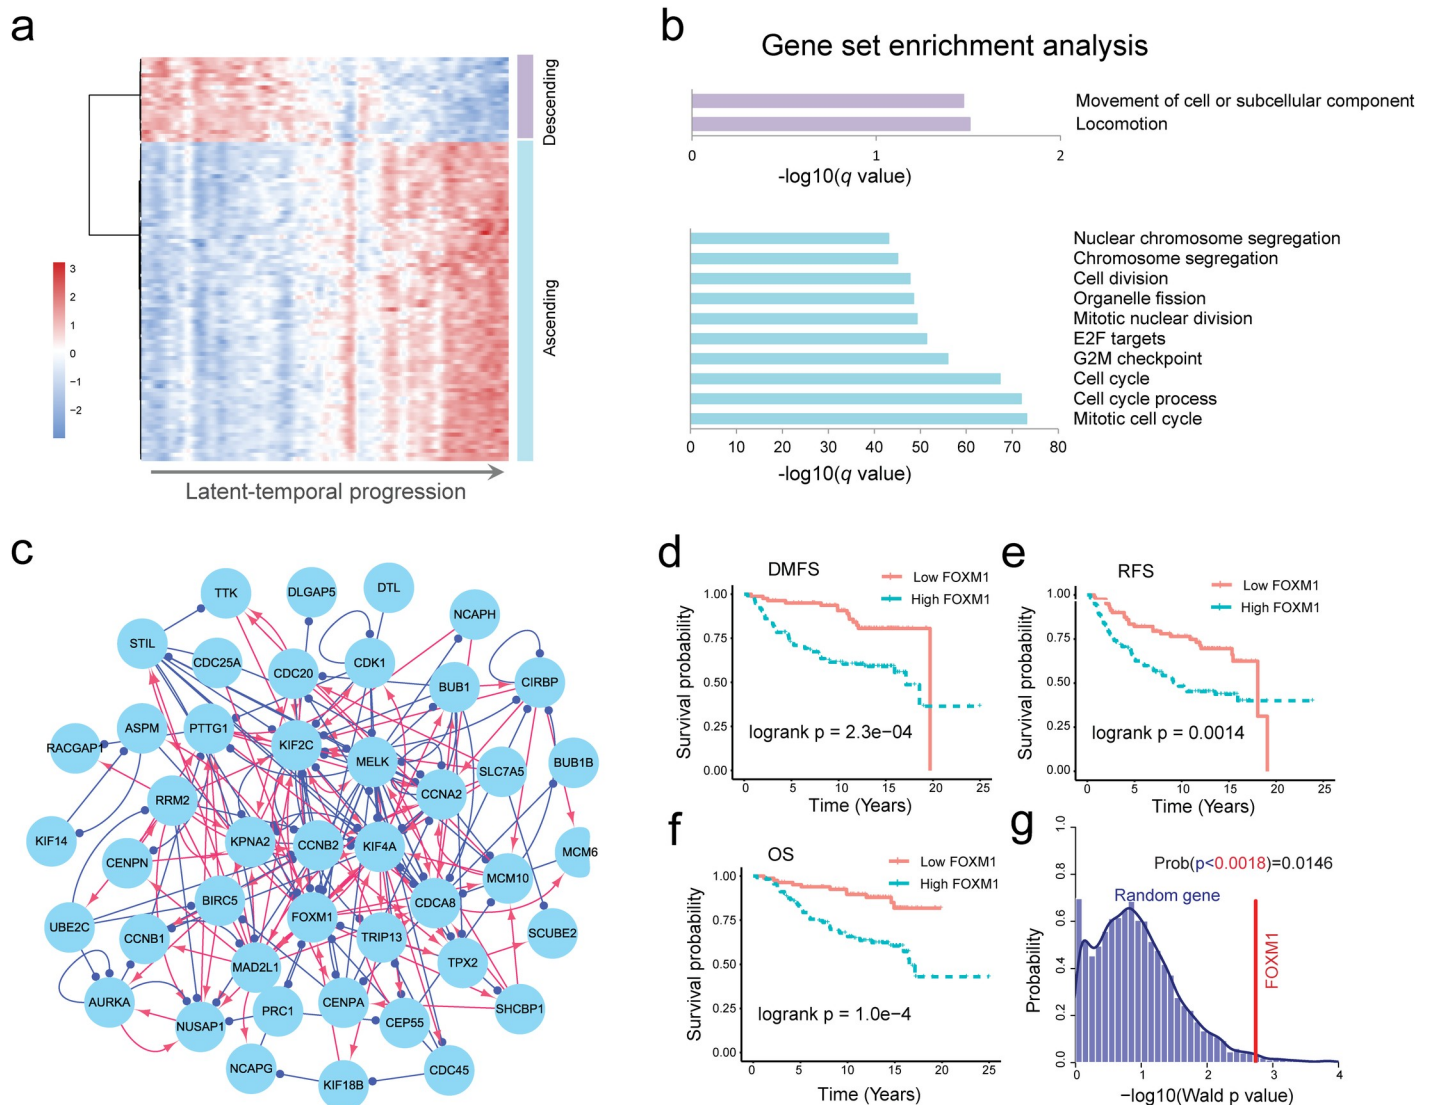 a
Descending
Ascending
3
2
1
0
−1
−2
Latent-temporal progression
b
Gene set enrichment analysis
Movement of cell or subcellular component
Locomotion
0 1 2
-log10(q value)
Nuclear chromosome segregation
Chromosome segregation
Cell division
Organelle fission
Mitotic nuclear division
E2F targets
G2M checkpoint
Cell cycle
Cell cycle process
Mitotic cell cycle
0 10 20 30 40 50 60 70 80
-log10(q value)
c
TTK
DLGAP5
DTL
NCAPH
STIL
CDC25A
CDC20
CDK1
BUB1
CIRBP
RACGAP1
ASPM
PTTG1
KIF2C
MELK
SLC7A5
BUB1B
RRM2
CCNA2
KIF14
CENPN
KPNA2
CCNB2
KIF4A
MCM10
MCM6
UBE2C
BIRC5
FOXM1
CDCA8
CCNB1
TRIP13
SCUBE2
MAD2L1
TPX2
AURKA
NUSAP1
PRC1
CENPA
CEP55
SHCBP1
NCAPG
KIF18B
CDC45
d
DMFS
Low FOXM1
High FOXM1
Survival probability
1.00
0.75
0.50
0.25
0.00
logrank p = 2.3e−04
0 5 10 15 20 25
Time (Years)
e
RFS
Low FOXM1
High FOXM1
Survival probability
1.00
0.75
0.50
0.25
0.00
logrank p = 0.0014
0 5 10 15 20 25
Time (Years)
f
OS
Low FOXM1
High FOXM1
Survival probability
1.00
0.75
0.50
0.25
0.00
logrank p = 1.0e−4
0 5 10 15 20 25
Time (Years)
g
Probability
1.0
0.8
0.6
0.4
0.2
0.0
Prob(p<0.0018)=0.0146
Random gene
FOXM1
0 1 2 3 4
−log10(Wald p value)